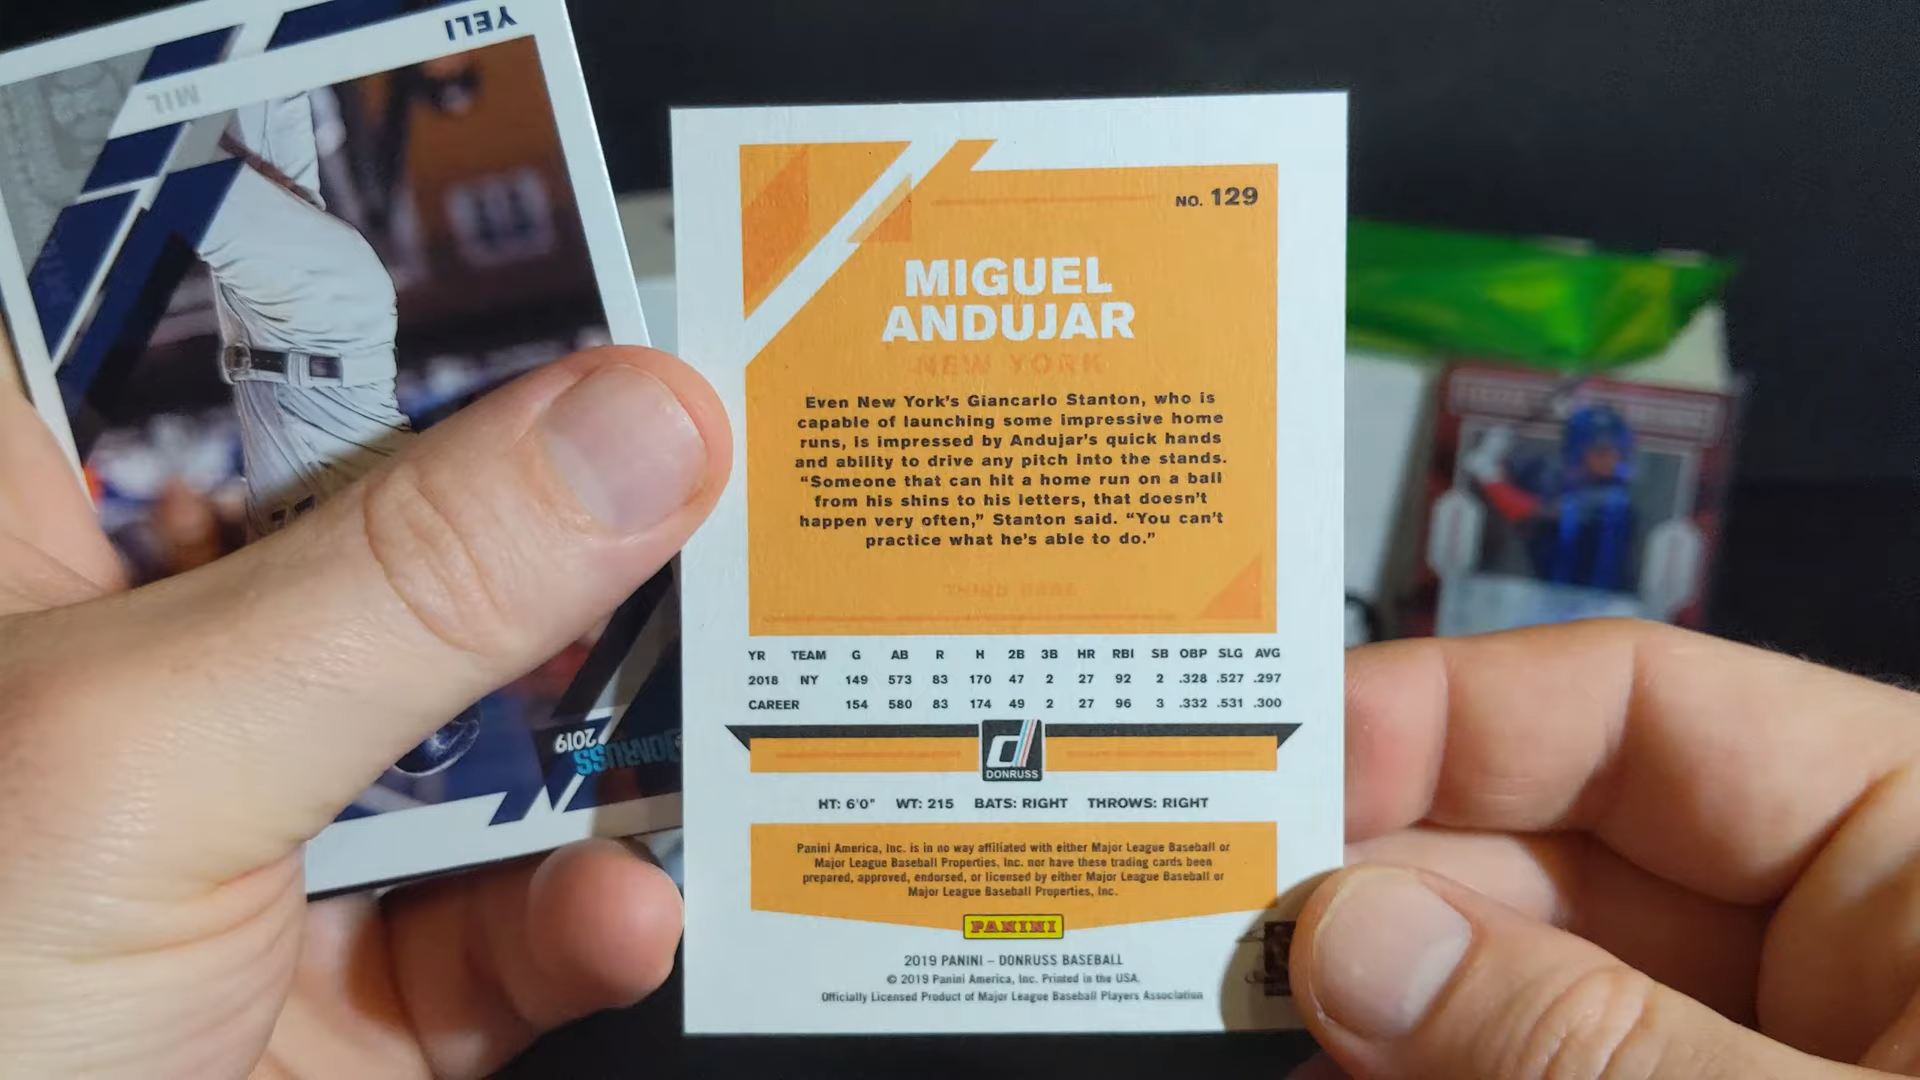 YELI
MIL
2019
DONRUSS
NO. 129
MIGUEL
ANDUJAR
NEW YORK
Even New York's Giancarlo Stanton, who is
capable of launching some impressive home
runs, is impressed by Andujar's quick hands
and ability to drive any pitch into the stands.
“Someone that can hit a home run on a ball
from his shins to his letters, that doesn't
happen very often,” Stanton said. “You can't
practice what he's able to do.”
THIRD BASE
YR TEAM G AB R H 2B 3B HR RBI SB OBP SLG AVG
2018 NY 149 573 83 170 47 2 27 92 2 .328 .527 .297
CAREER 154 580 83 174 49 2 27 96 3 .332 .531 .300
d
DONRUSS
HT: 6'0" WT: 215 BATS: RIGHT THROWS: RIGHT
Panini America, Inc. is in no way affiliated with either Major League Baseball or
Major League Baseball Properties, Inc. nor have these trading cards been
prepared, approved, endorsed, or licensed by either Major League Baseball or
Major League Baseball Properties, Inc.
PANINI
2019 PANINI – DONRUSS BASEBALL
© 2019 Panini America, Inc. Printed in the USA.
Officially Licensed Product of Major League Baseball Players Association